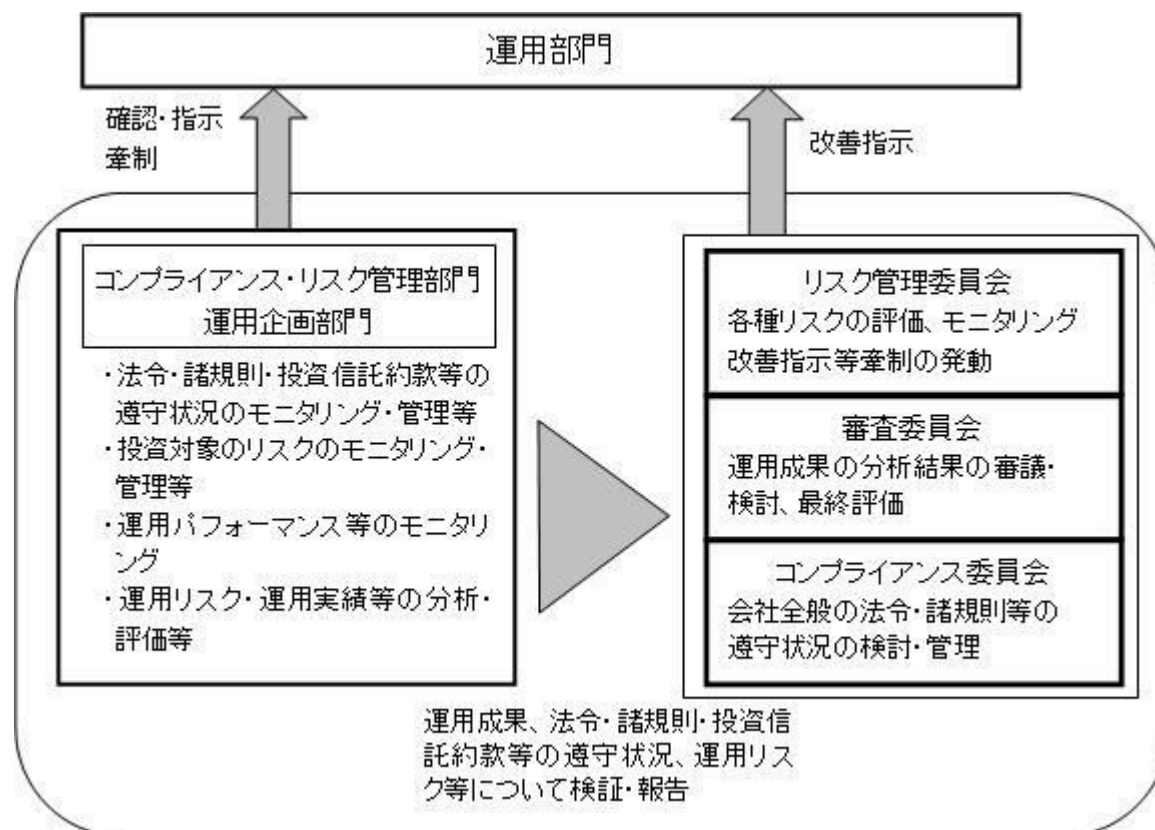 運用部門
確認・指示
牽制
改善指示
コンプライアンス・リスク管理部門
運用企画部門
・法令・諸規則・投資信託約款等の
遵守状況のモニタリング・管理等
・投資対象のリスクのモニタリング・
管理等
・運用パフォーマンス等のモニタリ
ング
・運用リスク・運用実績等の分析・
評価等
リスク管理委員会
各種リスクの評価、モニタリング
改善指示等牽制の発動
審査委員会
運用成果の分析結果の審議・
検討、最終評価
コンプライアンス委員会
会社全般の法令・諸規則等の
遵守状況の検討・管理
運用成果、法令・諸規則・投資信
託約款等の遵守状況、運用リス
ク等について検証・報告